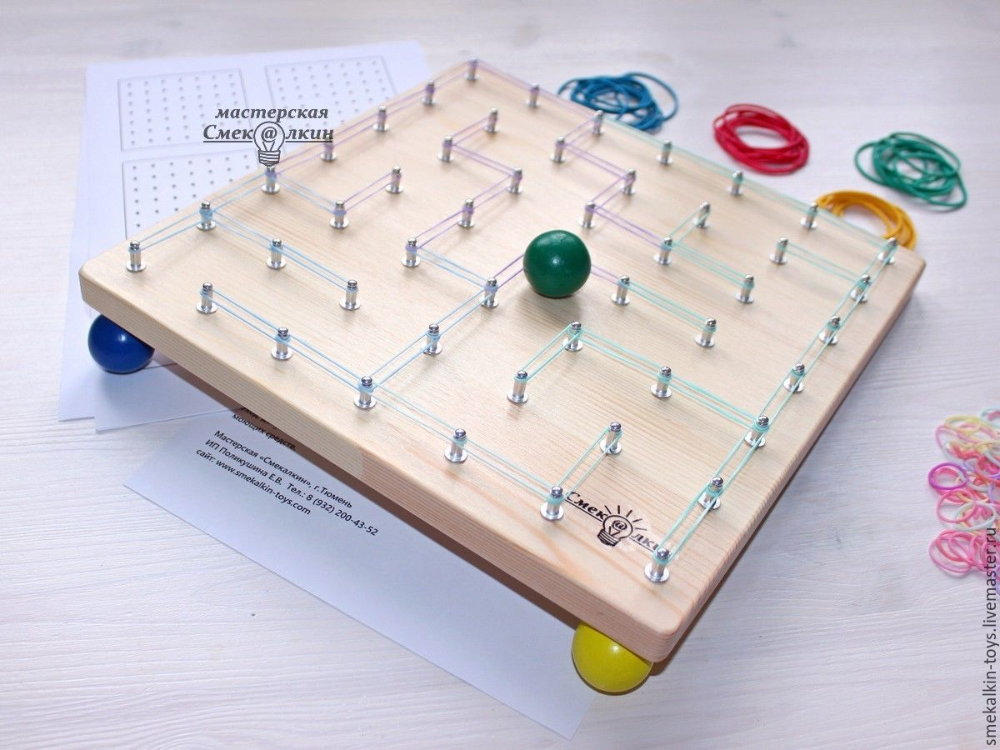 мастерская
Смек@лкин
моющих средств.
Мастерская «Смекалкин», г.Тюмень
ИП Поликушина Е.В. Тел.: 8 (932) 200-43-52
сайт: www.smekalkin-toys.com
Смек@лкин
smekalkin-toys.livemaster.ru